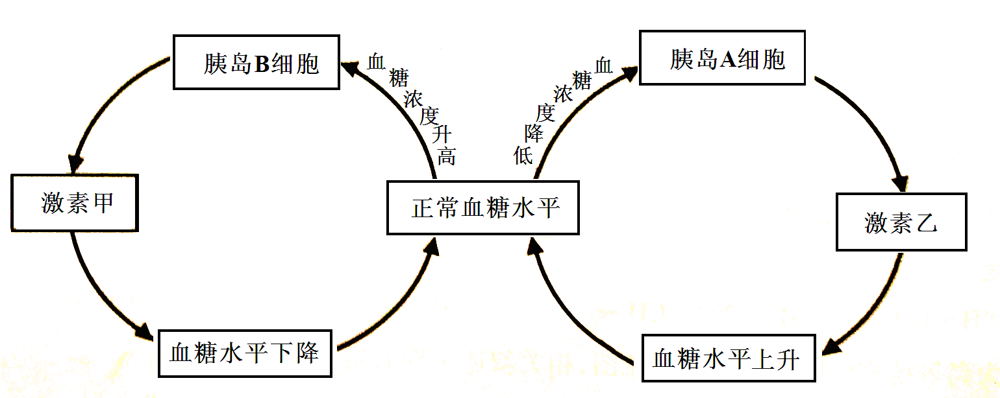 胰岛B细胞
胰岛A细胞
血糖浓度升高
血糖浓度降低
激素甲
正常血糖水平
激素乙
血糖水平下降
血糖水平上升